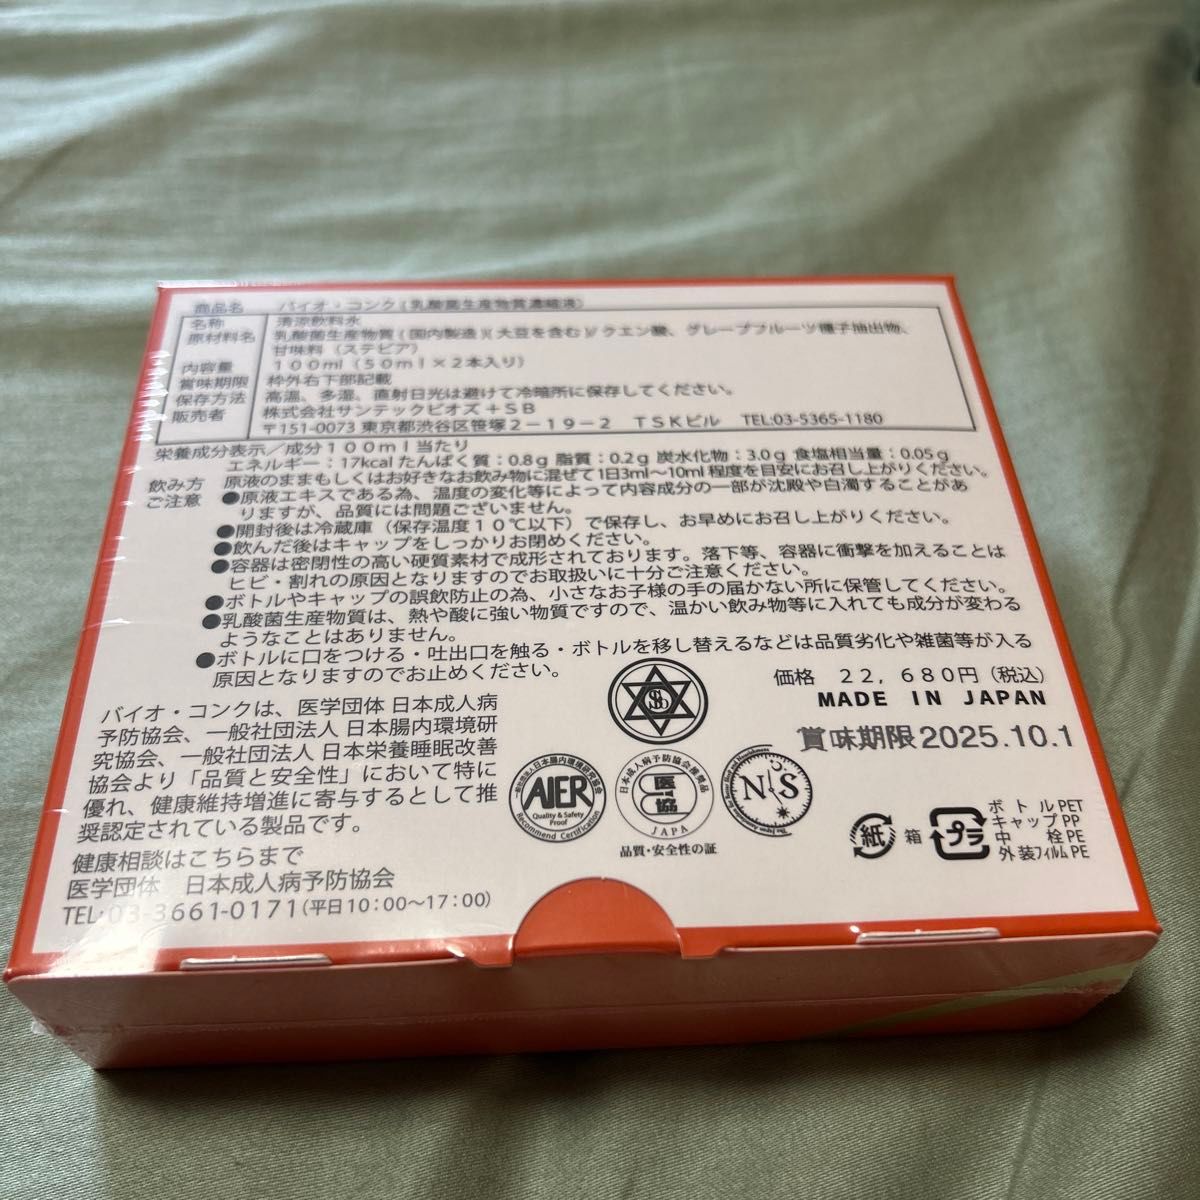 商品名 バイオ・コンク(乳酸菌生産物質濃縮液)
名称 清涼飲料水
原材料名 乳酸菌生産物質(国内製造)(大豆を含む)/クエン酸、グレープフルーツ種子抽出物、
甘味料(ステビア)
内容量 100ml(50ml×2本入り)
賞味期限 枠外右下部記載
保存方法 高温、多湿、直射日光は避けて冷暗所に保存してください。
販売者 株式会社サンテックビオズ+SB
〒151-0073 東京都渋谷区笹塚2-19-2 TSKビル TEL:03-5365-1180
栄養成分表示/成分100ml当たり
エネルギー:17kcal たんぱく質:0.8g 脂質:0.2g 炭水化物:3.0g 食塩相当量:0.05g
飲み方 原液のままもしくはお好きなお飲み物に混ぜて1日3ml~10ml程度を目安にお召し上がりください。
ご注意 ●原液エキスである為、温度の変化等によって内容成分の一部が沈殿や白濁することがあ
りますが、品質には問題ございません。
●開封後は冷蔵庫(保存温度10℃以下)で保存し、お早めにお召し上がりください。
●飲んだ後はキャップをしっかりお閉めください。
●容器は密閉性の高い硬質素材で成形されております。落下等、容器に衝撃を加えることは
ヒビ・割れの原因となりますのでお取扱いに十分ご注意ください。
●ボトルやキャップの誤飲防止の為、小さなお子様の手の届かない所に保管してください。
●乳酸菌生産物質は、熱や酸に強い物質ですので、温かい飲み物等に入れても成分が変わる
ようなことはありません。
●ボトルに口をつける・吐出口を触る・ボトルを移し替えるなどは品質劣化や雑菌等が入る
原因となりますのでお止めください。
価格 22,680円(税込)
MADE IN JAPAN
賞味期限2025.10.1
バイオ・コンクは、医学団体 日本成人病
予防協会、一般社団法人 日本腸内環境研
究協会、一般社団法人 日本栄養睡眠改善
協会より「品質と安全性」において特に
優れ、健康維持増進に寄与するとして推
奨認定されている製品です。
健康相談はこちらまで
医学団体 日本成人病予防協会
TEL:03-3661-0171(平日10:00~17:00)
AIER
Quality & Safety
Proof
Recommend Certification
日本成人病予防協会推奨品
医協
JAPA
品質・安全性の証
紙 箱
プラ
ボトルPET
キャップPP
中栓PE
外装フィルムPE